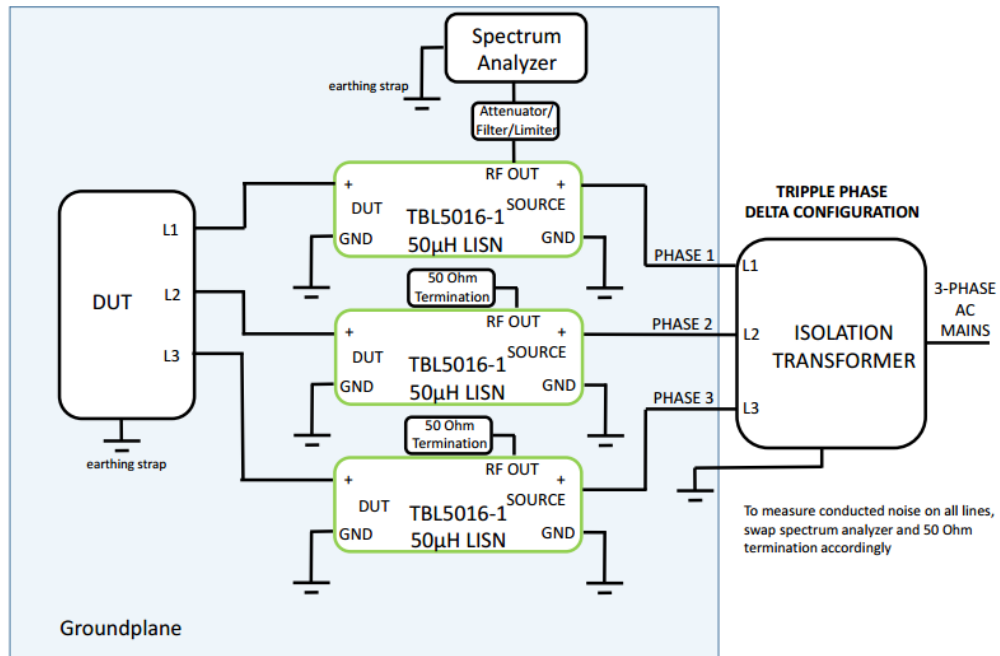 Spectrum
Analyzer
earthing strap
Attenuator/
Filter/Limiter
RF OUT
+
+
DUT
SOURCE
TBL5016-1
GND
GND
50µH LISN
L1
L2
L3
DUT
earthing strap
50 Ohm
Termination
RF OUT
+
+
DUT
SOURCE
TBL5016-1
GND
GND
50µH LISN
50 Ohm
Termination
RF OUT
+
+
DUT
SOURCE
TBL5016-1
GND
GND
50µH LISN
PHASE 1
PHASE 2
PHASE 3
TRIPPLE PHASE
DELTA CONFIGURATION
L1
L2
L3
ISOLATION
TRANSFORMER
3-PHASE
AC
MAINS
To measure conducted noise on all lines,
swap spectrum analyzer and 50 Ohm
termination accordingly
Groundplane